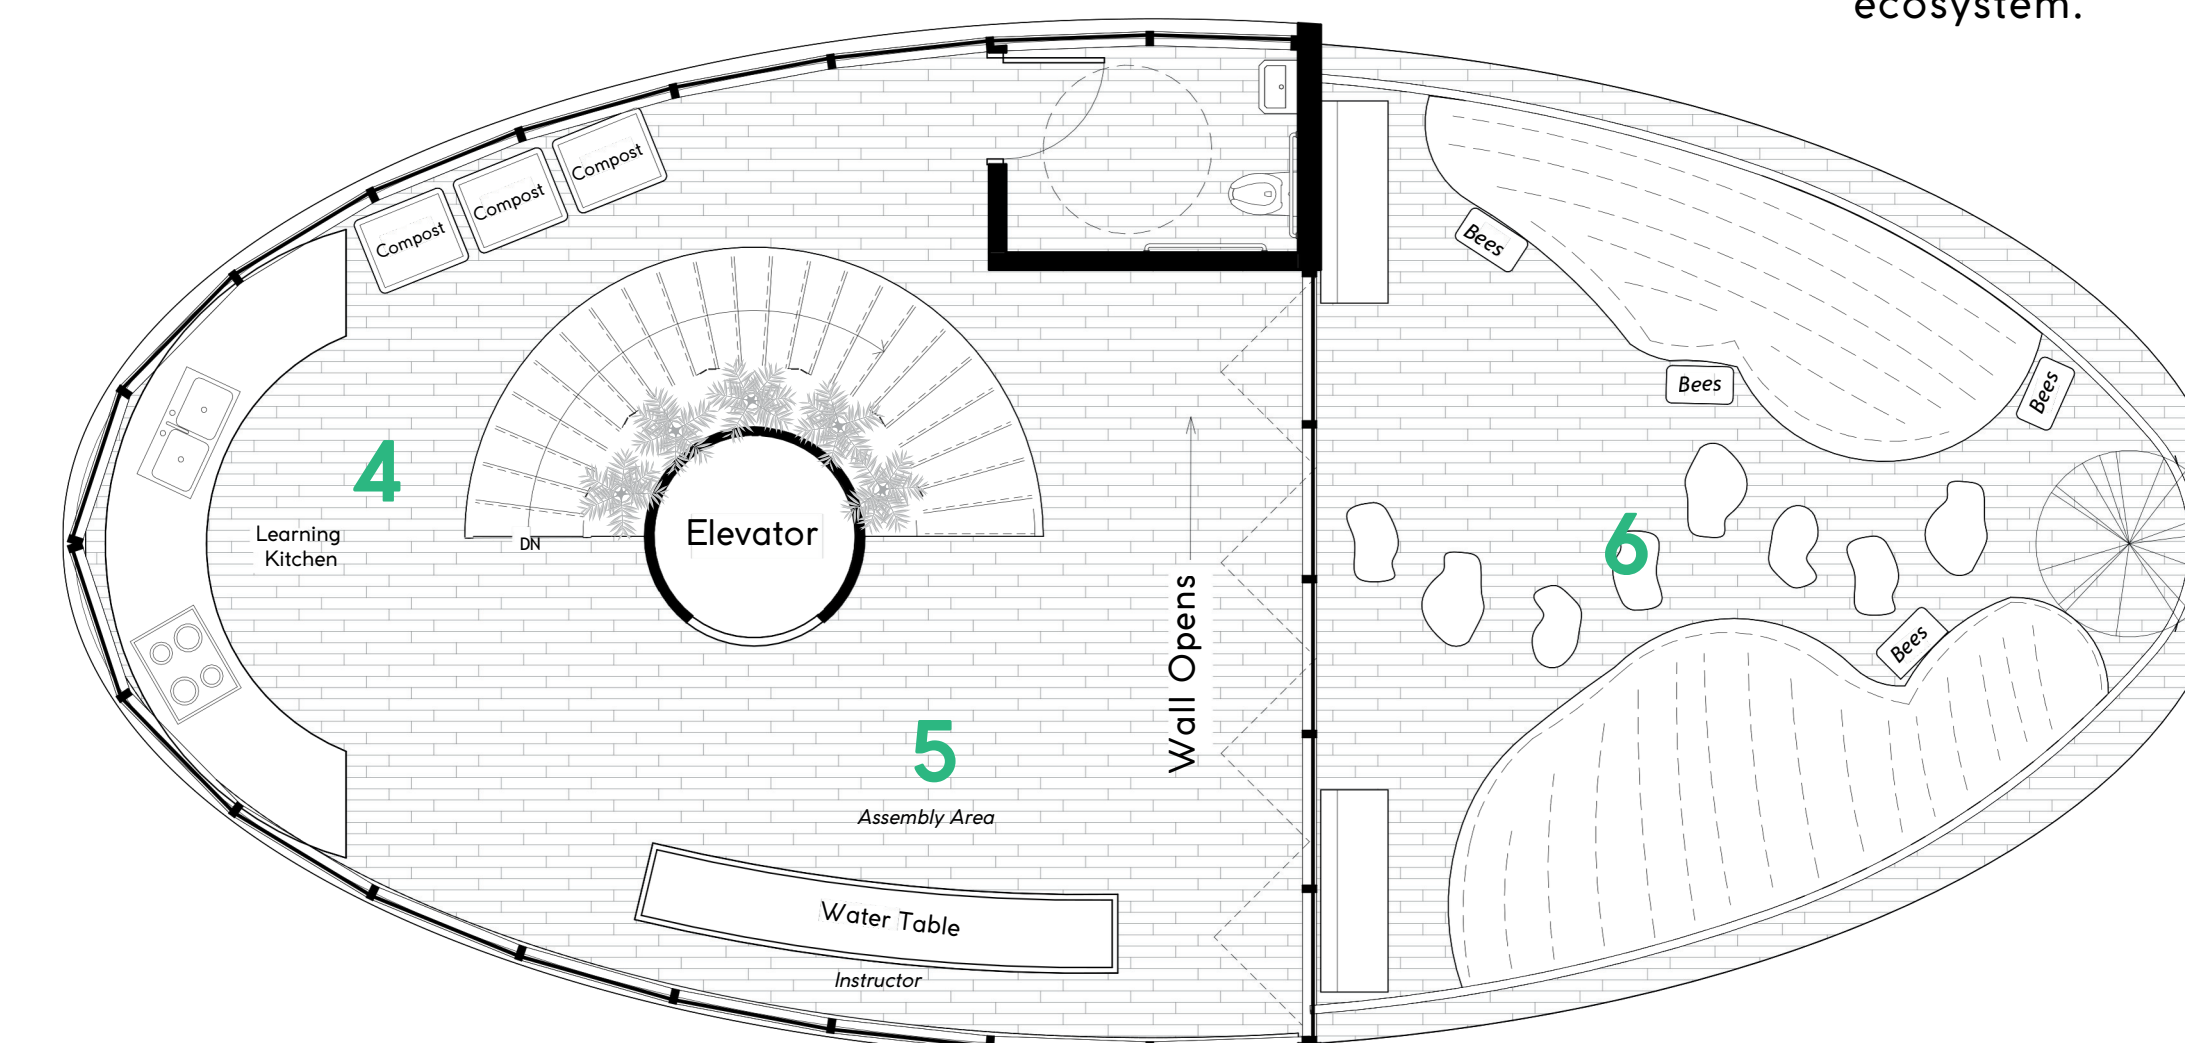 ecosystem.
Compost
Compost
Compost
Bees
Bees
Bees
4
Learning
Kitchen
DN
Elevator
Wall Opens
6
Bees
5
Assembly Area
Water Table
Instructor